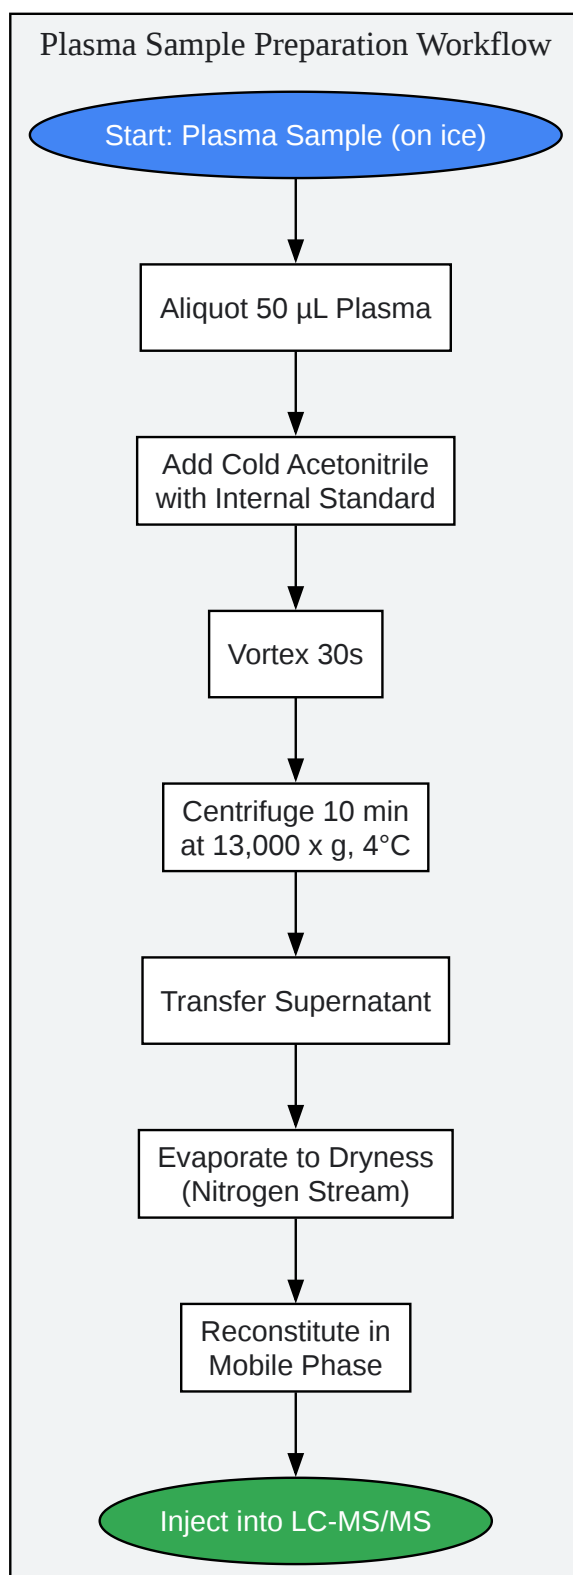 Plasma Sample Preparation Workflow
Start: Plasma Sample (on ice)
Aliquot 50 µL Plasma
Add Cold Acetonitrile
with Internal Standard
Vortex 30s
Centrifuge 10 min
at 13,000 x g, 4°C
Transfer Supernatant
Evaporate to Dryness
(Nitrogen Stream)
Reconstitute in
Mobile Phase
Inject into LC-MS/MS